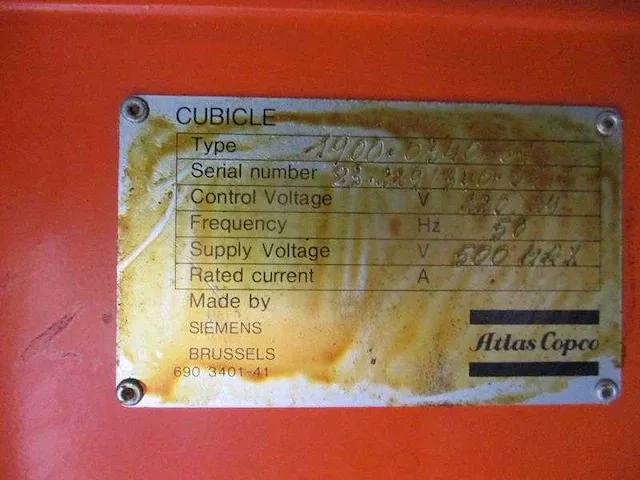 CUBICLE
Type
Serial number
Control Voltage V
Frequency Hz 50
Supply Voltage V 500 MAX
Rated current A
Made by
SIEMENS
BRUSSELS
690 3401-41
Atlas Copco